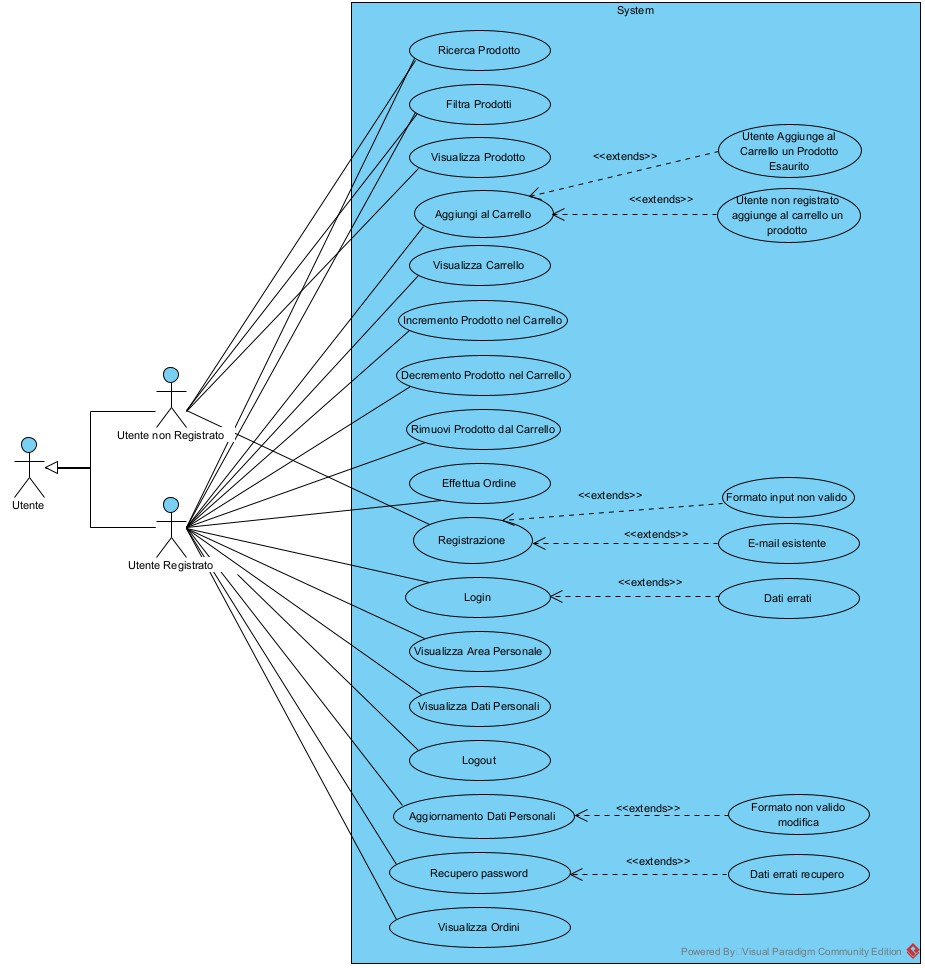 System
Ricerca Prodotto
Filtra Prodotti
Visualizza Prodotto
Aggiungi al Carrello
Visualizza Carrello
Incremento Prodotto nel Carrello
Decremento Prodotto nel Carrello
Rimuovi Prodotto dal Carrello
Effettua Ordine
Registrazione
Login
Visualizza Area Personale
Visualizza Dati Personali
Logout
Aggiornamento Dati Personali
Recupero password
Visualizza Ordini
<<extends>>
Utente Aggiunge al
Carrello un Prodotto
Esaurito
<<extends>>
Utente non registrato
aggiunge al carrello un
prodotto
<<extends>>
Formato input non valido
<<extends>>
E-mail esistente
<<extends>>
Dati errati
<<extends>>
Formato non valido
modifica
<<extends>>
Dati errati recupero
Utente non Registrato
Utente
Utente Registrato
Powered By Visual Paradigm Community Edition